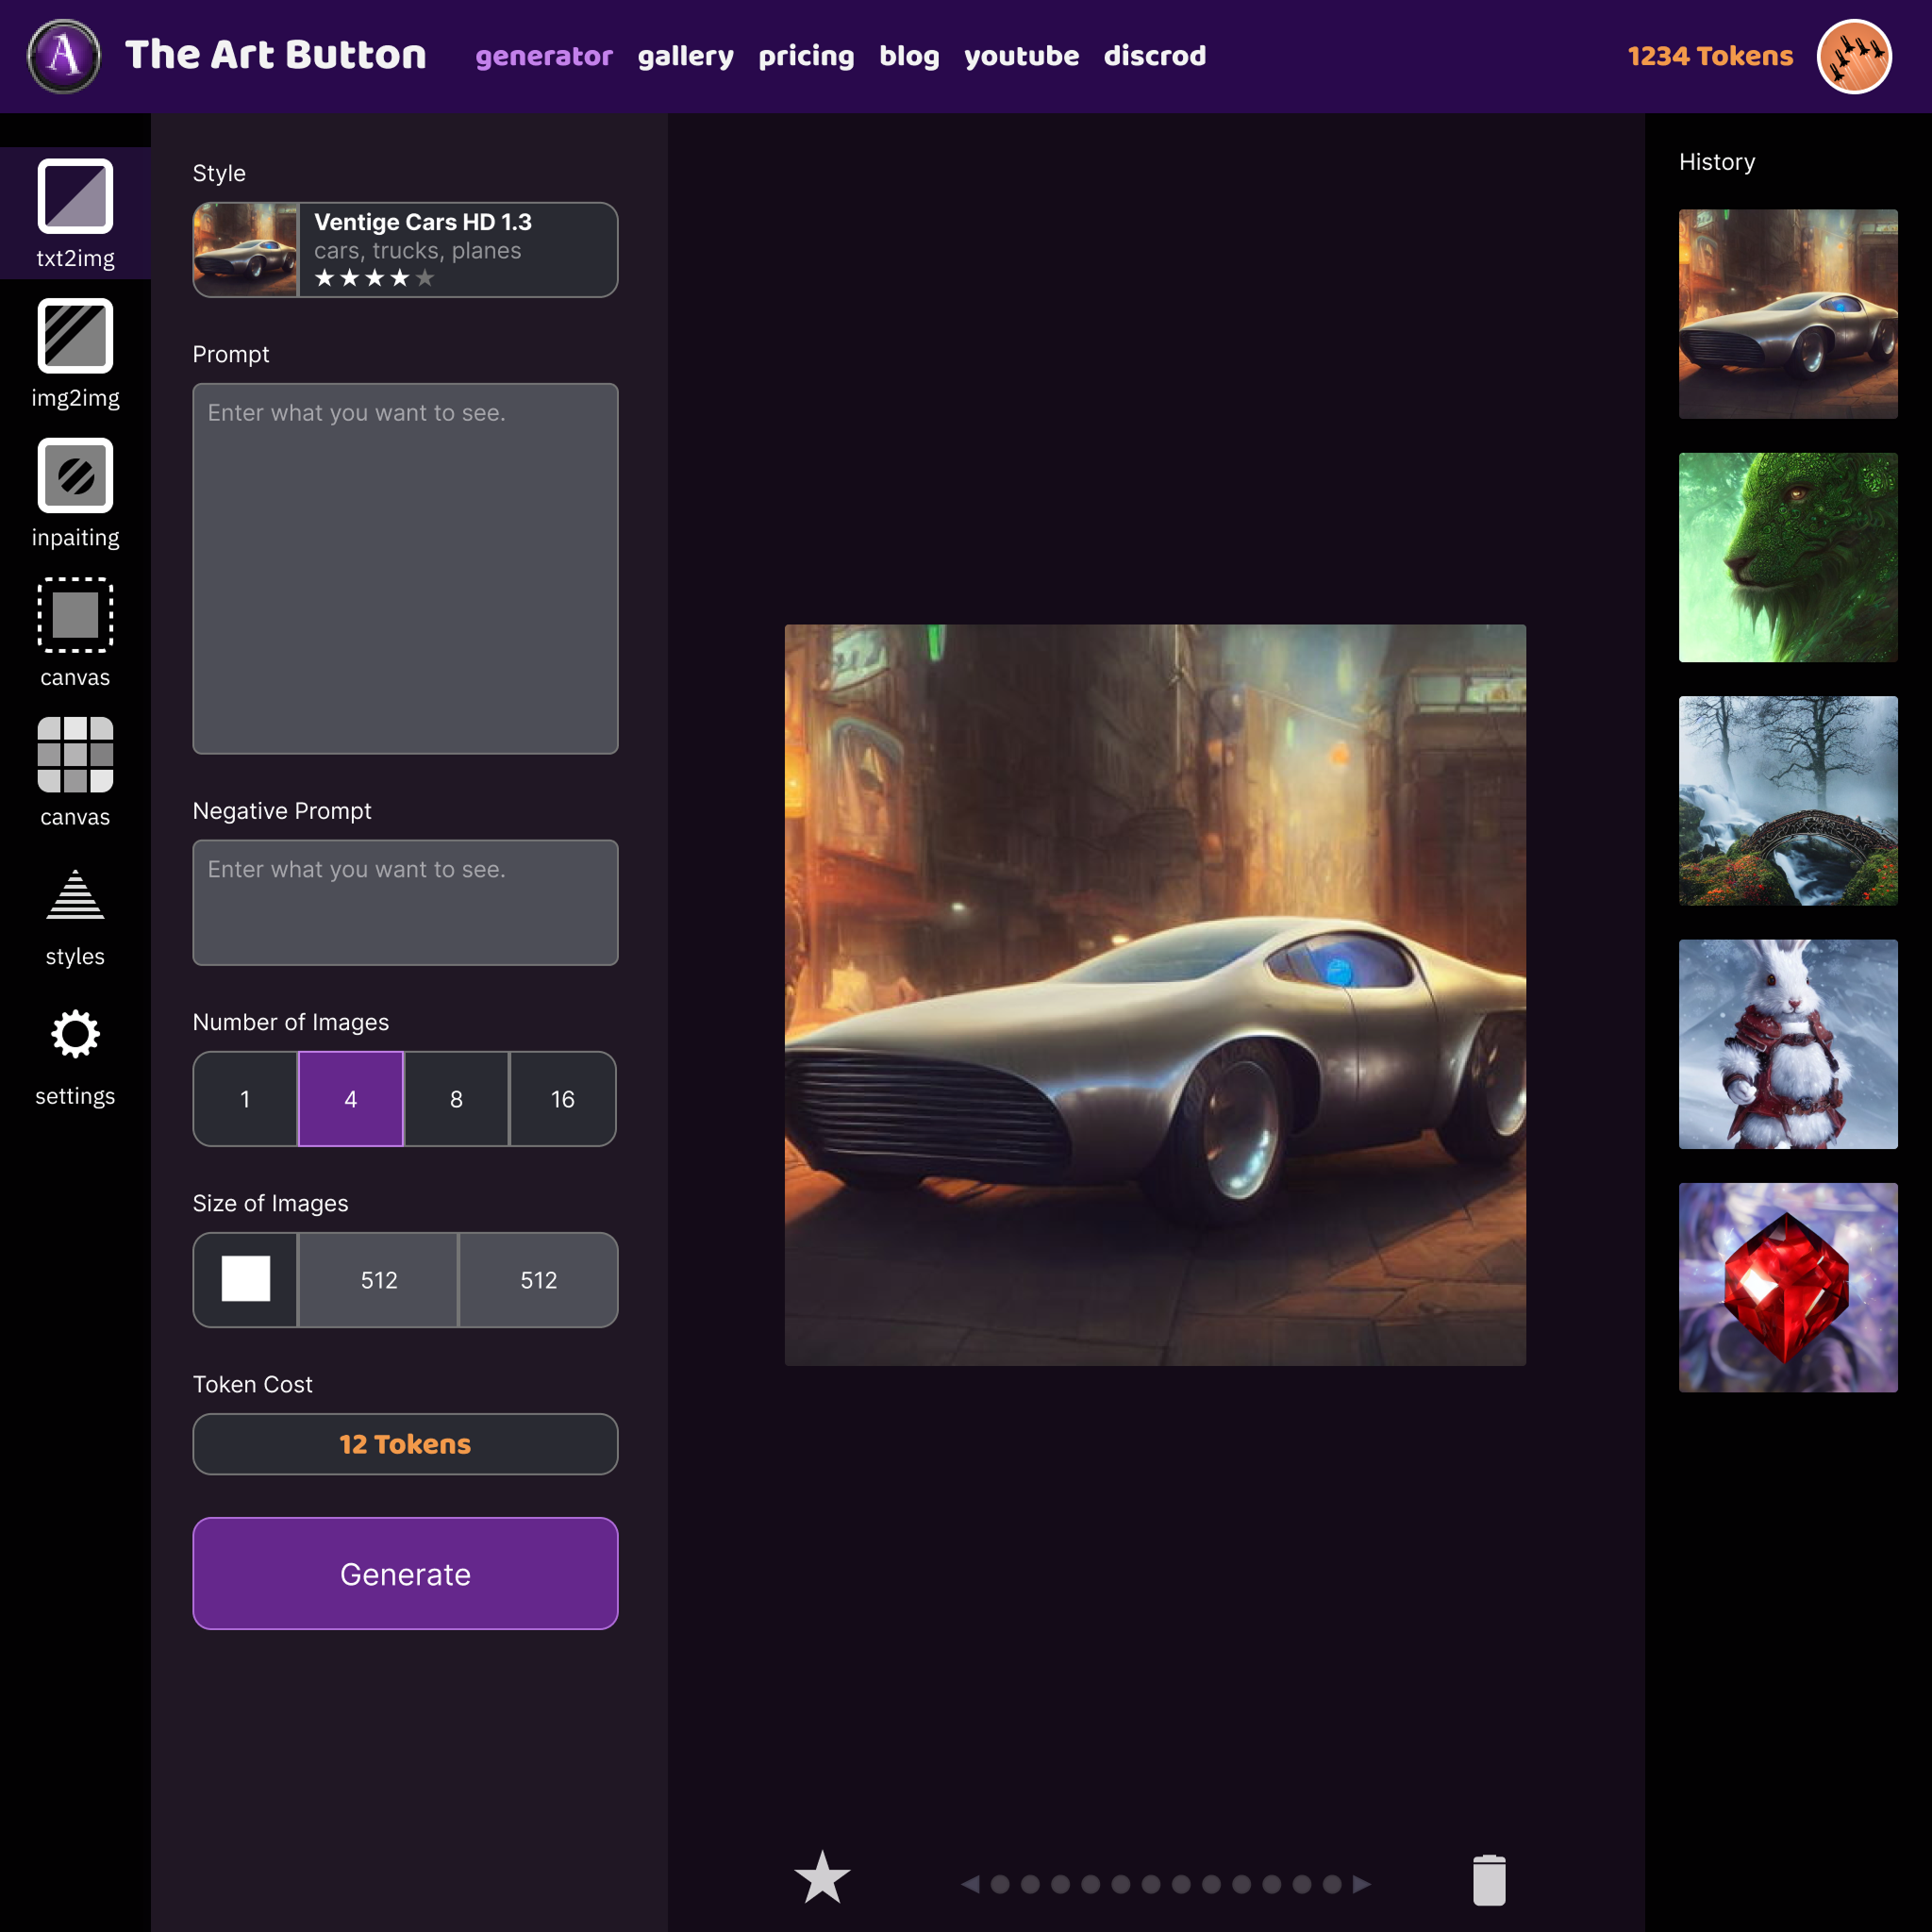 A The Art Button generator gallery pricing blog youtube discrod 1234 Tokens
txt2img
img2img
inpaiting
canvas
canvas
styles
settings
Style
Ventige Cars HD 1.3
cars, trucks, planes
Prompt
Enter what you want to see.
Negative Prompt
Enter what you want to see.
Number of Images
1 4 8 16
Size of Images
512 512
Token Cost
12 Tokens
Generate
History